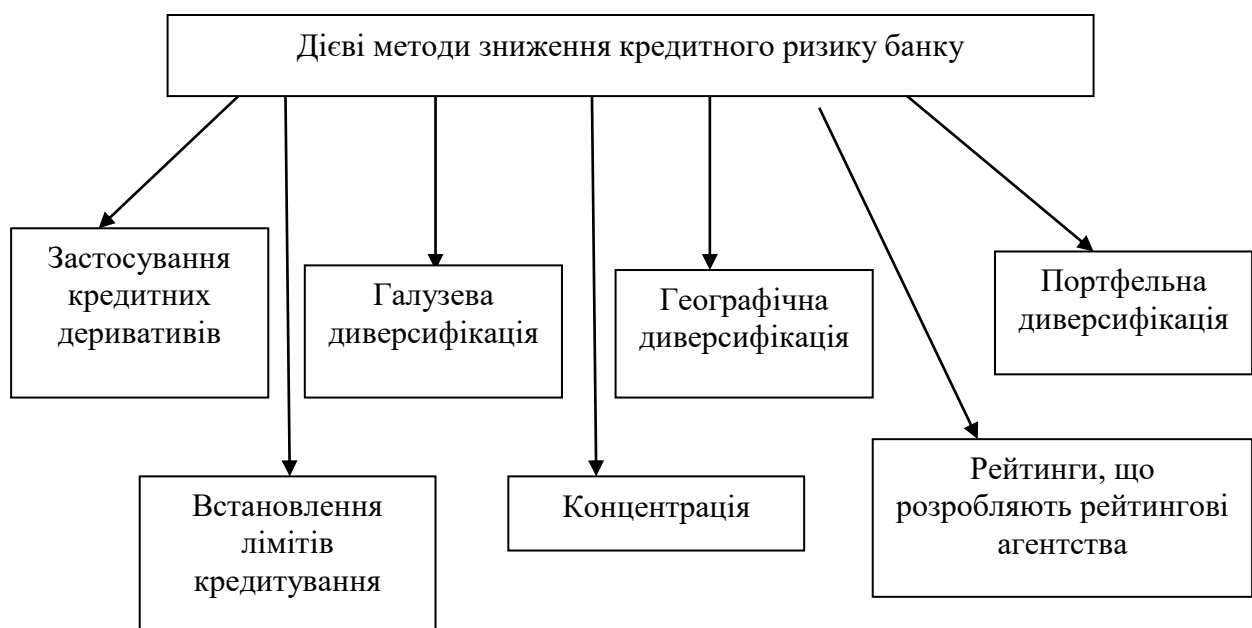 Дієві методи зниження кредитного ризику банку
Застосування
кредитних
деривативів
Галузева
диверсифікація
Географічна
диверсифікація
Портфельна
диверсифікація
Встановлення
лімітів
кредитування
Концентрація
Рейтинги, що
розробляють рейтингові
агентства